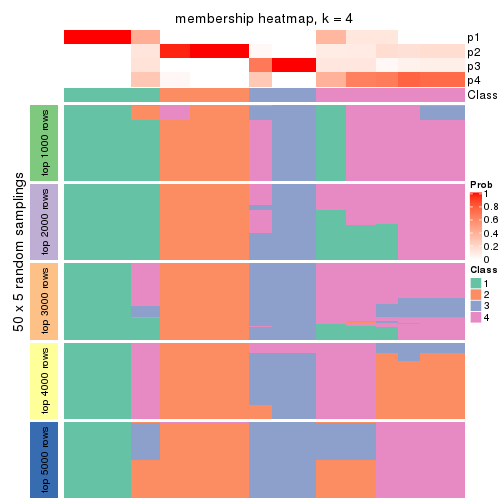 membership heatmap, k = 4
p1
p2
p3
p4
Class
50 x 5 random samplings
top 1000 rows
top 2000 rows
top 3000 rows
top 4000 rows
top 5000 rows
Prob
1
0.8
0.6
0.4
0.2
0
Class
1
2
3
4